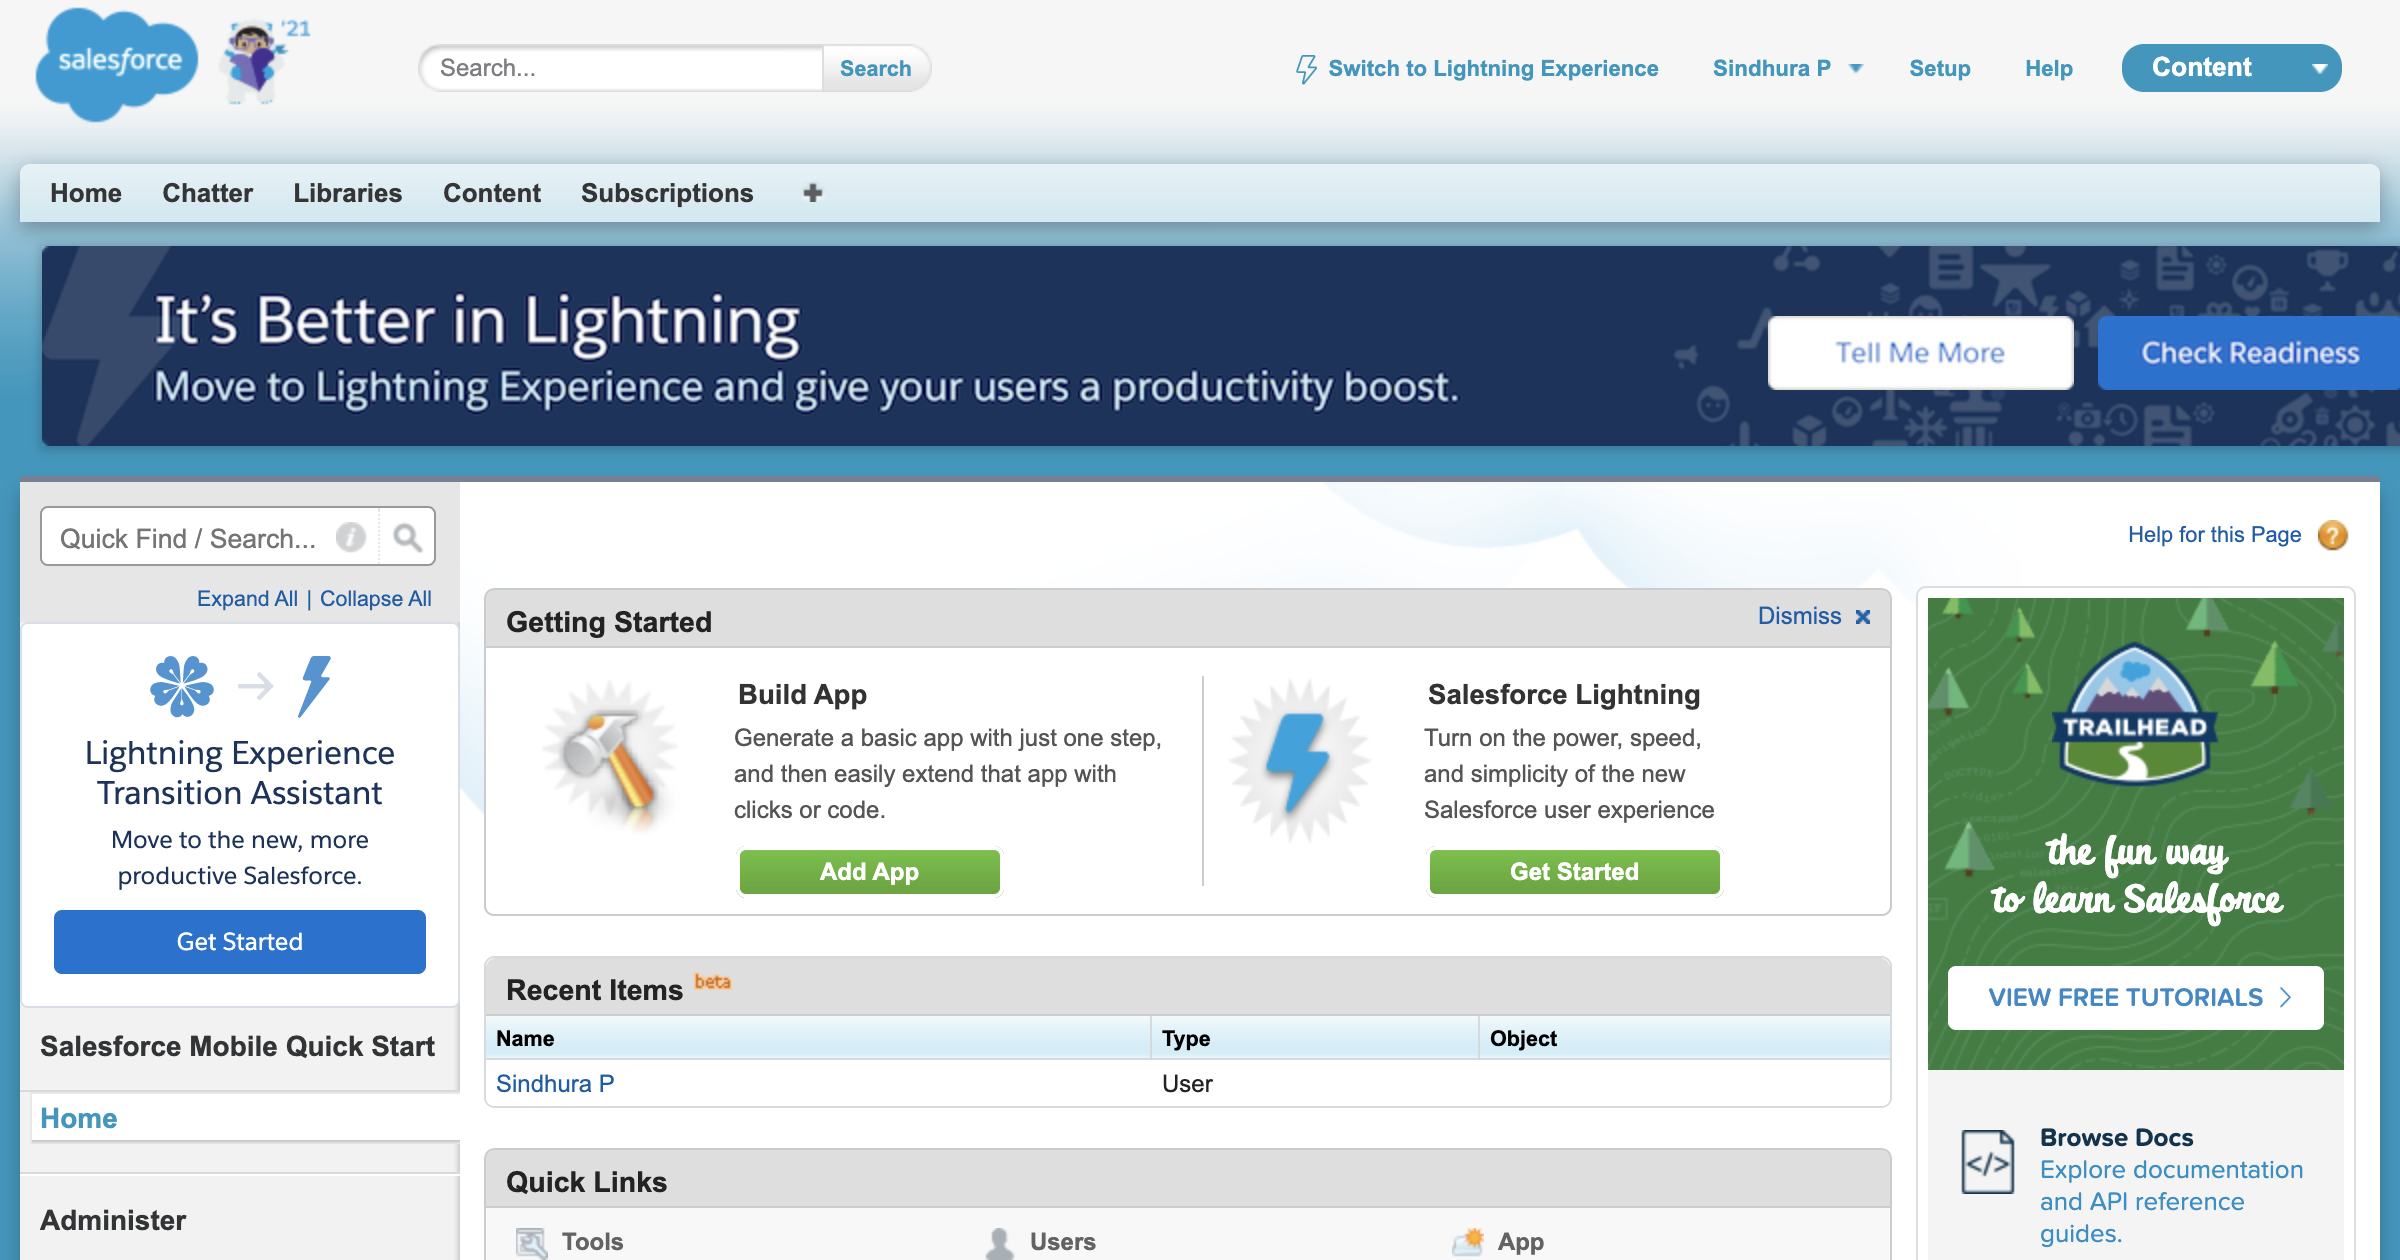 salesforce
'21
Search...
Search
Switch to Lightning Experience
Sindhura P
Setup
Help
Content
Home
Chatter
Libraries
Content
Subscriptions
It's Better in Lightning
Move to Lightning Experience and give your users a productivity boost.
Tell Me More
Check Readiness
Quick Find / Search...
Expand All | Collapse All
Lightning Experience
Transition Assistant
Move to the new, more
productive Salesforce.
Get Started
Salesforce Mobile Quick Start
Home
Administer
Help for this Page
Getting Started
Dismiss
Build App
Generate a basic app with just one step,
and then easily extend that app with
clicks or code.
Add App
Salesforce Lightning
Turn on the power, speed,
and simplicity of the new
Salesforce user experience
Get Started
Recent Items beta
Name
Type
Object
Sindhura P
User
Quick Links
Tools
Users
App
TRAILHEAD
the fun way
to learn Salesforce
VIEW FREE TUTORIALS
Browse Docs
Explore documentation
and API reference
guides.